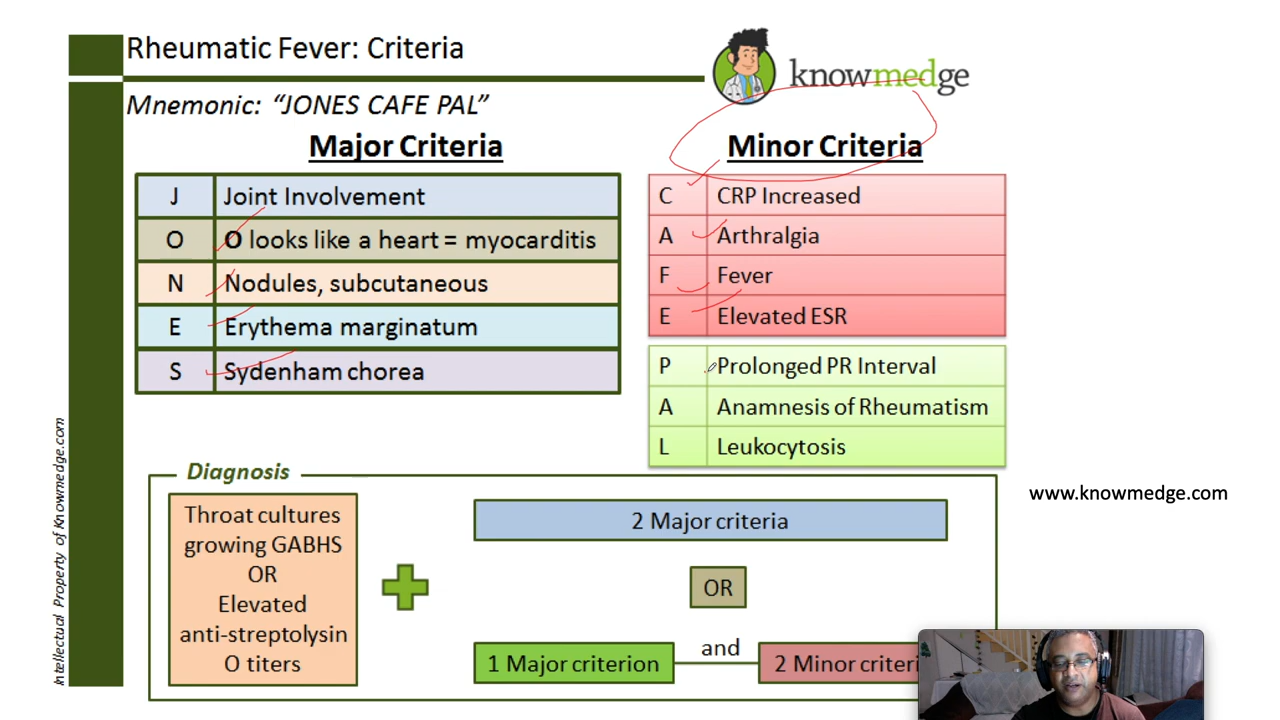 Rheumatic Fever: Criteria
knowmedge
Mnemonic: “JONES CAFE PAL”
Major Criteria
J Joint Involvement
O O looks like a heart = myocarditis
N Nodules, subcutaneous
E Erythema marginatum
S Sydenham chorea
Minor Criteria
C CRP Increased
A Arthralgia
F Fever
E Elevated ESR
P Prolonged PR Interval
A Anamnesis of Rheumatism
L Leukocytosis
Diagnosis
Throat cultures
growing GABHS
OR
Elevated
anti-streptolysin
O titers
2 Major criteria
OR
1 Major criterion and 2 Minor criteri
www.knowmedge.com
Intellectual Property of Knowmedge.com